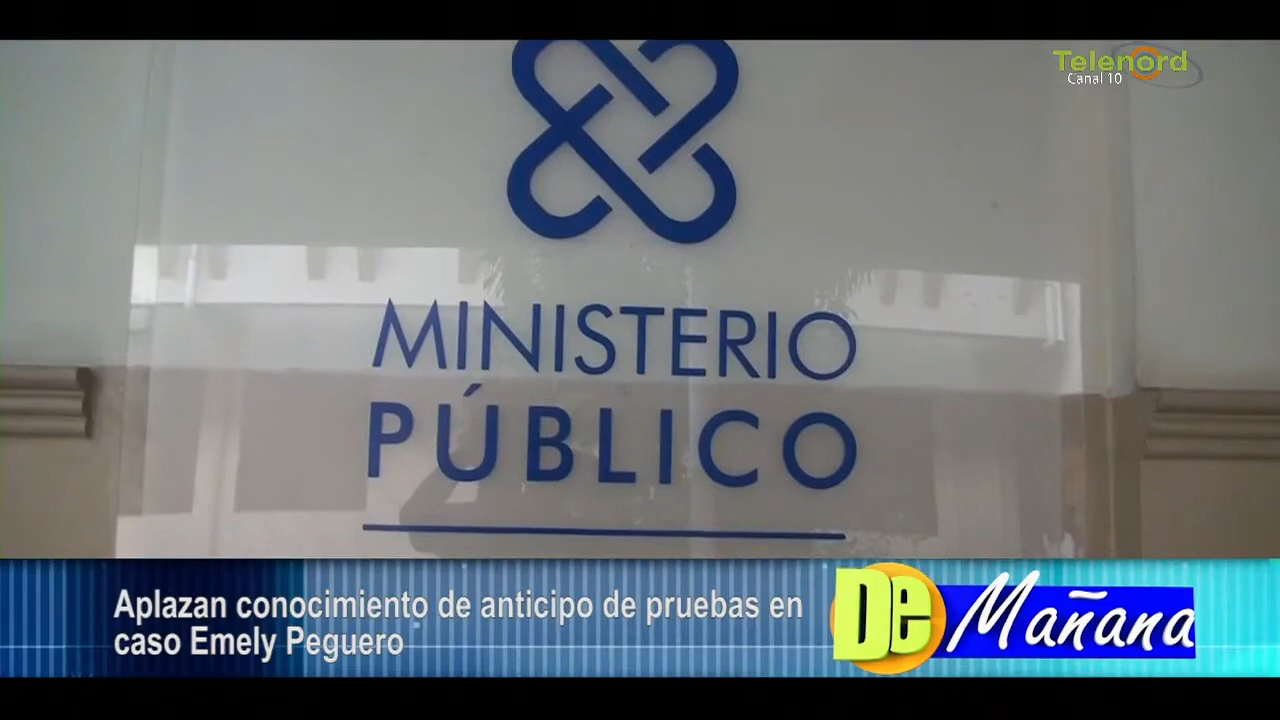 Telenord
Canal 10
MINISTERIO
PÚBLICO
Aplazan conocimiento de anticipo de pruebas en
caso Emely Peguero
De Mañana